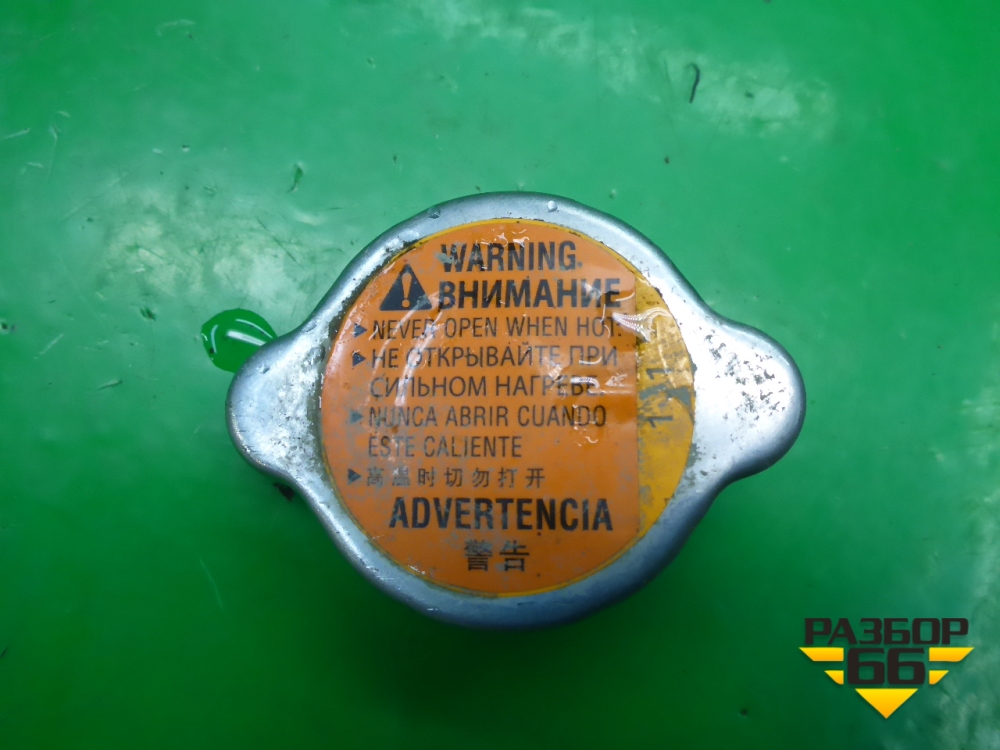 WARNING
ВНИМАНИЕ
NEVER OPEN WHEN HOT.
НЕ ОТКРЫВАЙТЕ ПРИ
СИЛЬНОМ НАГРЕВЕ.
NUNCA ABRIR CUANDO
ESTE CALIENTE
高温时切勿打开
ADVERTENCIA
警告
РАЗБОР
66